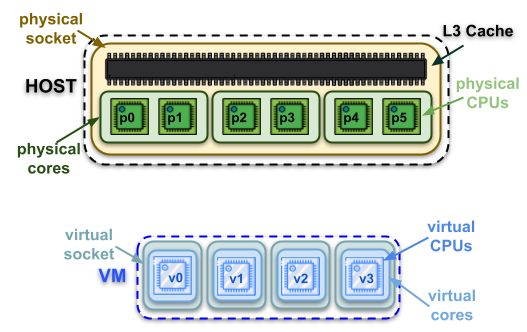 physical
socket
L3 Cache
HOST
physical
CPUs
p0 p1 p2 p3 p4 p5
physical
cores
virtual
socket
virtual
CPUs
VM
v0 v1 v2 v3
virtual
cores